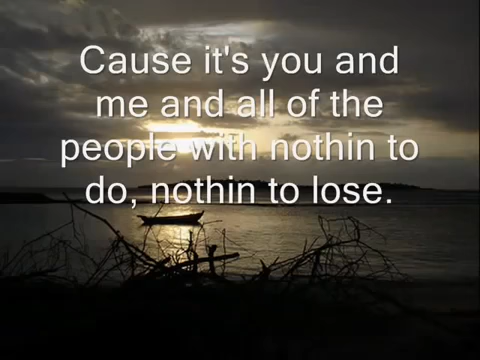 Cause it's you and
me and all of the
people with nothin to
do, nothin to lose.